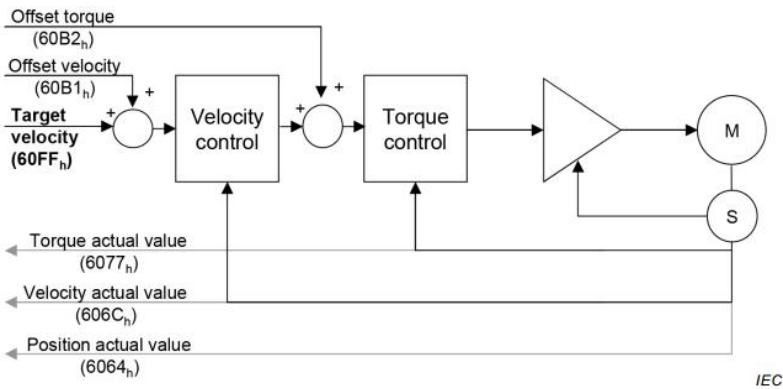 Offset torque
(60B2h)
Offset velocity
(60B1h)
+
+
Target
velocity
(60FFh)
Velocity
control
+
+
Torque
control
M
S
Torque actual value
(6077h)
Velocity actual value
(606Ch)
Position actual value
(6064h)
IEC